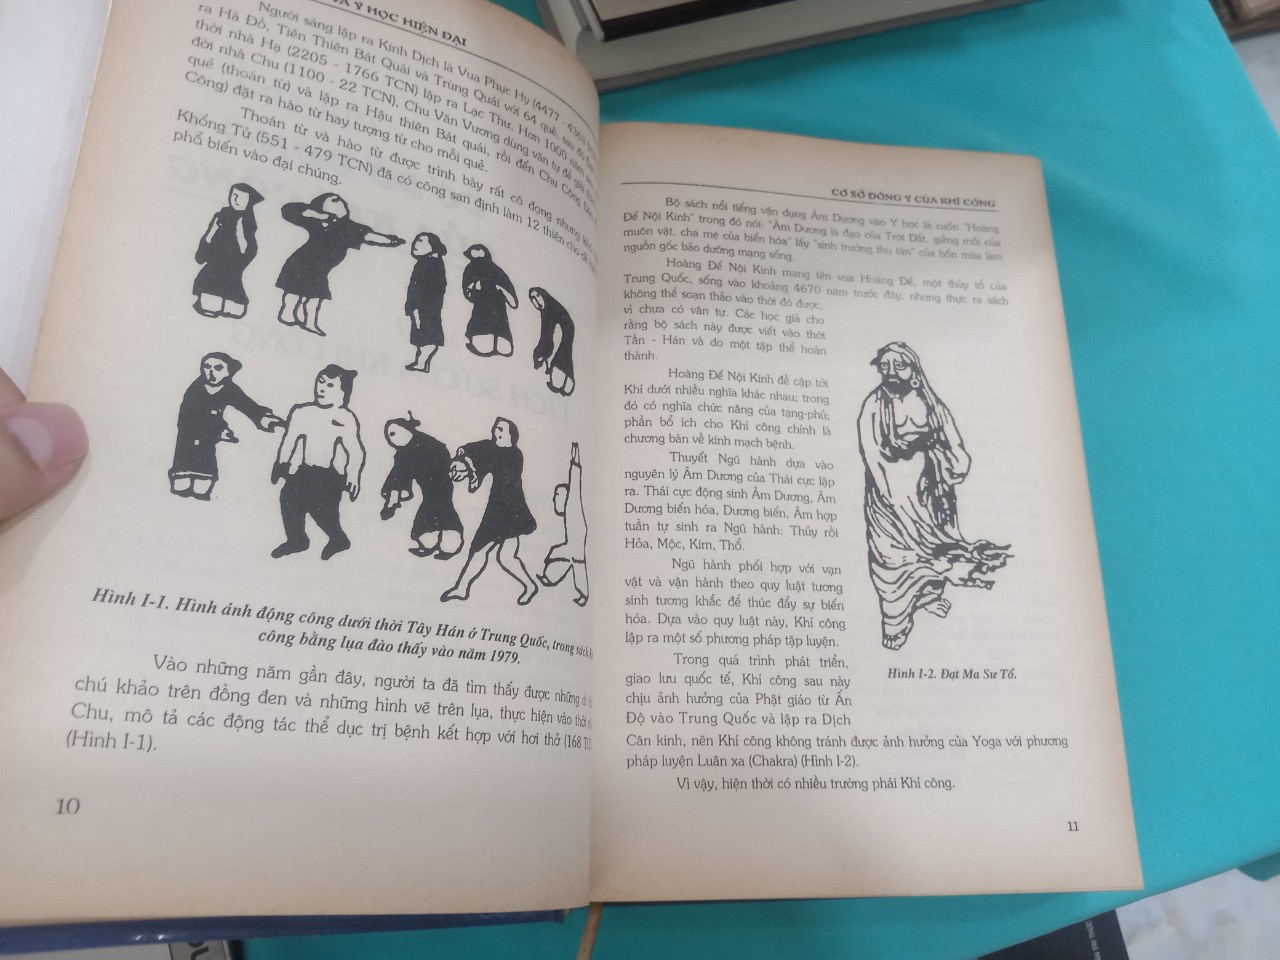 VÀ Y HỌC HIỆN ĐẠI
Người sáng lập ra Kinh Dịch là Vua Phục Hy (4477 - 4363
ra Hà Đồ, Tiên Thiên Bát Quái và Trùng Quái với 64 quẻ; sau đó
thời nhà Hạ (2205 - 1766 TCN) lập ra Lạc Thư. Hơn 1000 năm
đời nhà Chu (1100 - 22 TCN), Chu Văn Vương dùng văn tự để giải
quẻ (thoán từ) và lập ra Hậu thiên Bát quái, rồi đến Chu Công
Công) đặt ra hào từ hay tượng từ cho mỗi quẻ.
Thoán từ và hào từ được trình bày rất cô đọng nhưng
Khổng Tử (551 - 479 TCN) đã có công san định làm 12 thiên cho dễ
phổ biến vào đại chúng.
Hình I-1. Hình ảnh động công dưới thời Tây Hán ở Trung Quốc, trong sách
công bằng lụa đào thấy vào năm 1979.
Vào những năm gần đây, người ta đã tìm thấy được những di
chú khảo trên đồng đen và những hình vẽ trên lụa, thực hiện vào thời
Chu, mô tả các động tác thể dục trị bệnh kết hợp với hơi thở (168
(Hình I-1).
10
CƠ SỞ ĐÔNG Y CỦA KHÍ CÔNG
Bộ sách nổi tiếng vận dụng Âm Dương vào Y học là cuốn "Hoàng
Đế Nội Kinh" trong đó nói: "Âm Dương là đạo của Trời Đất, giềng mối của
muôn vật, cha mẹ của biến hóa" lấy "sinh trưởng thu tàn" của bốn mùa làm
nguồn gốc bảo dưỡng mạng sống.
Hoàng Đế Nội Kinh mang tên vua Hoàng Đế, một thủy tổ của
Trung Quốc, sống vào khoảng 4670 năm trước đây, nhưng thực ra sách
không thể soạn thảo vào thời đó được,
vì chưa có văn tự. Các học giả cho
rằng bộ sách này được viết vào thời
Tần - Hán và do một tập thể hoàn
thành.
Hoàng Đế Nội Kinh đề cập tới
Khí dưới nhiều nghĩa khác nhau; trong
đó có nghĩa chức năng của tạng-phủ;
phần bổ ích cho Khí công chính là
chương bàn về kinh mạch bệnh.
Thuyết Ngũ hành dựa vào
nguyên lý Âm Dương của Thái cực lập
ra. Thái cực động sinh Âm Dương, Âm
Dương biến hóa, Dương biến, Âm hợp
tuần tự sinh ra Ngũ hành: Thủy rồi
Hỏa, Mộc, Kim, Thổ.
Ngũ hành phối hợp với vạn
vật và vận hành theo quy luật tương
sinh tương khắc để thúc đẩy sự biến
hóa. Dựa vào quy luật này, Khí công
lập ra một số phương pháp tập luyện.
Trong quá trình phát triển,
giao lưu quốc tế, Khí công sau này
chịu ảnh hưởng của Phật giáo từ Ấn
Độ vào Trung Quốc và lập ra Dịch
Hình I-2. Đạt Ma Sư Tổ.
Cân kinh, nên Khí công không tránh được ảnh hưởng của Yoga với phương
pháp luyện Luân xa (Chakra) (Hình I-2).
Vì vậy, hiện thời có nhiều trường phái Khí công.
11